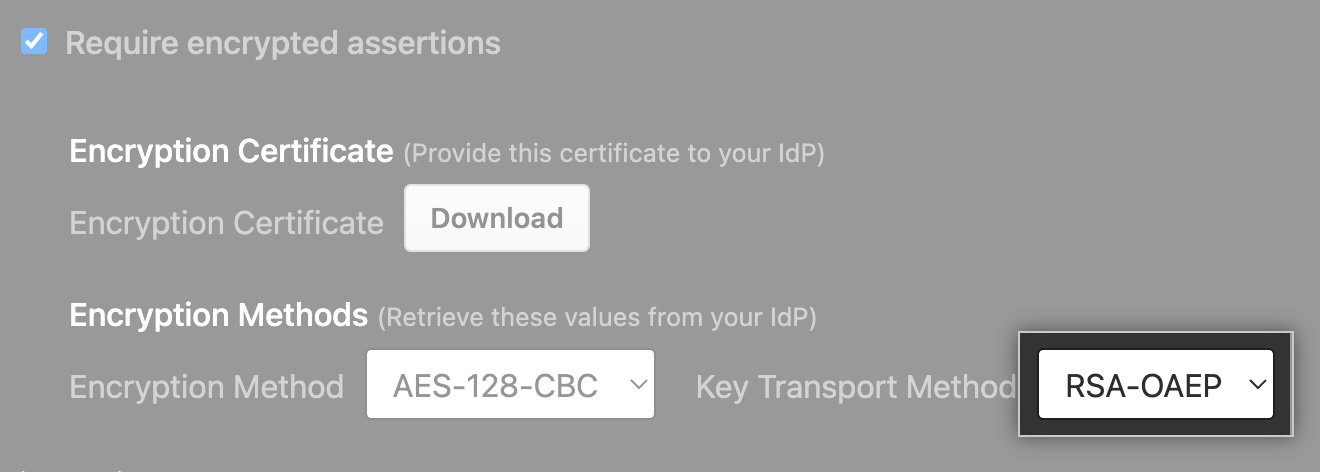 Require encrypted assertions
Encryption Certificate (Provide this certificate to your IdP)
Encryption Certificate Download
Encryption Methods (Retrieve these values from your IdP)
Encryption Method AES-128-CBC Key Transport Method RSA-OAEP